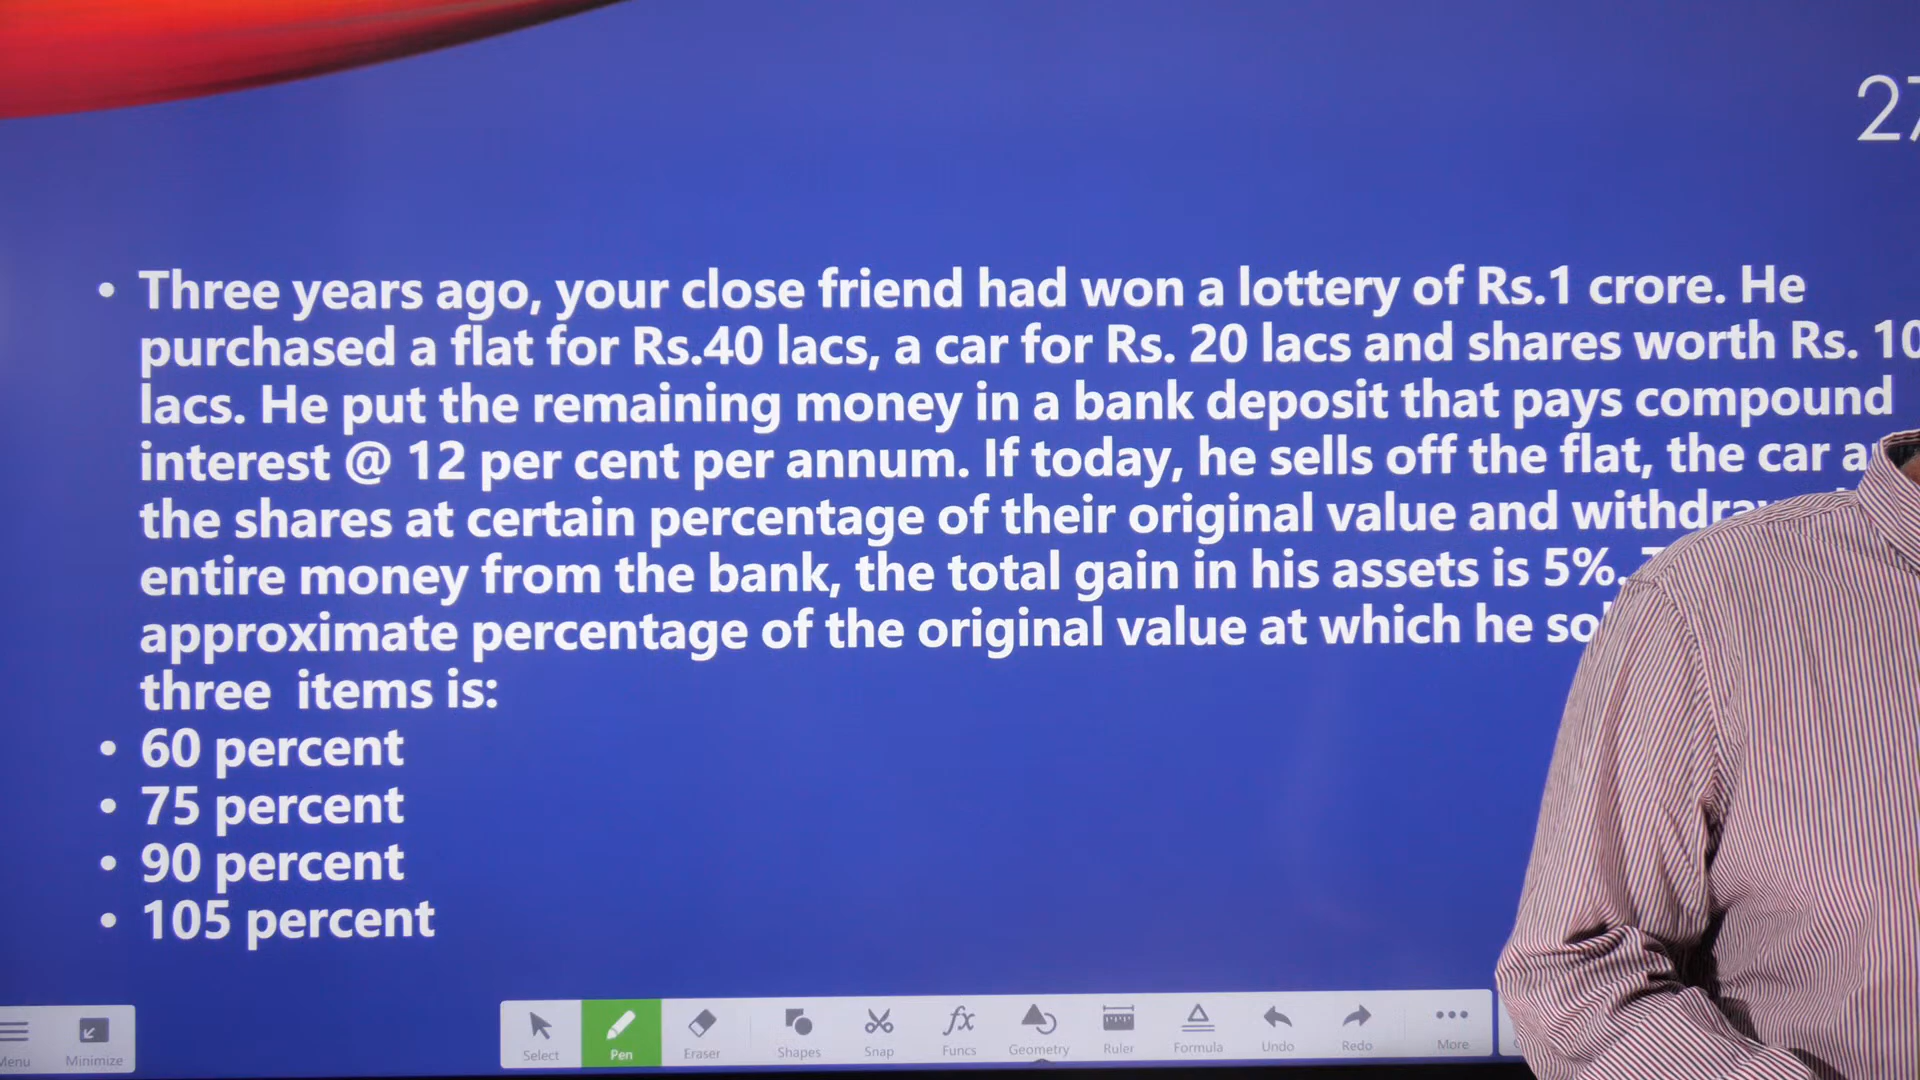 27
• Three years ago, your close friend had won a lottery of Rs.1 crore. He
purchased a flat for Rs.40 lacs, a car for Rs. 20 lacs and shares worth Rs. 10
lacs. He put the remaining money in a bank deposit that pays compound
interest @ 12 per cent per annum. If today, he sells off the flat, the car
the shares at certain percentage of their original value and
entire money from the bank, the total gain in his assets is 5%.
approximate percentage of the original value at which he
three items is:
• 60 percent
• 75 percent
• 90 percent
• 105 percent
Menu Minimize Select Pen Eraser Shapes Snap Funcs Geometry Ruler Formula Undo Redo More